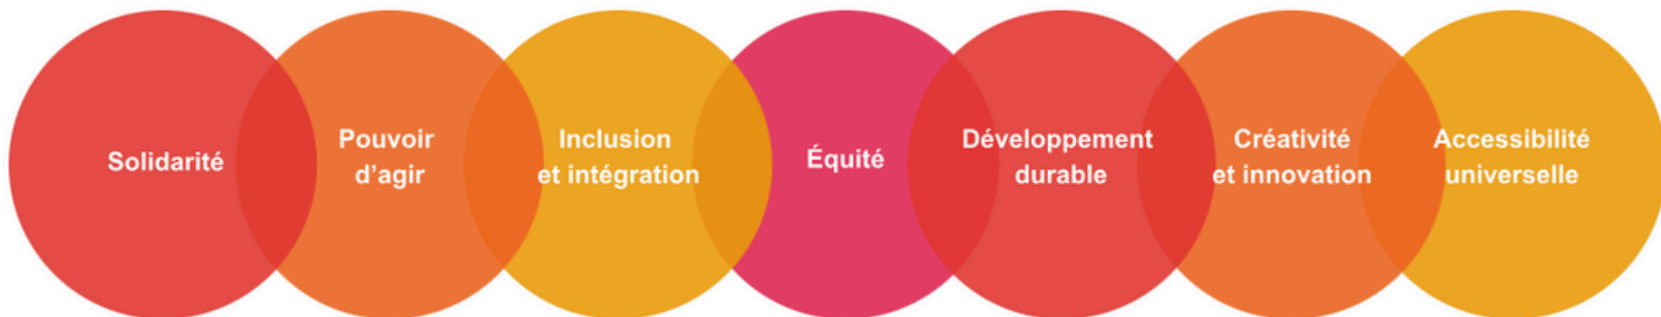 Solidarité
Pouvoir
d’agir
Inclusion
et intégration
Équité
Développement
durable
Créativité
et innovation
Accessibilité
universelle